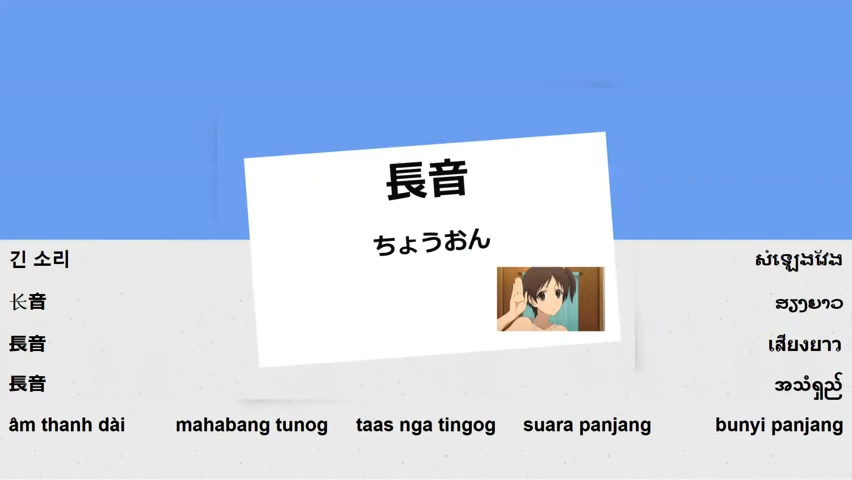 長音
ちょうおん
긴 소리
សំឡេងវែង
长音
ສຽງຍາວ
長音
เสียงยาว
長音
အသံရှည်
âm thanh dài mahabang tunog taas nga tingog suara panjang bunyi panjang